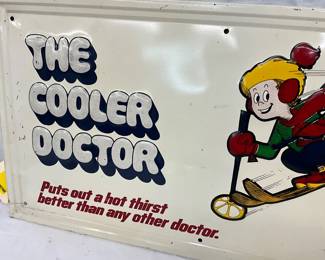 THE
COOLER
DOCTOR
Puts out a hot thirst
better than any other doctor.